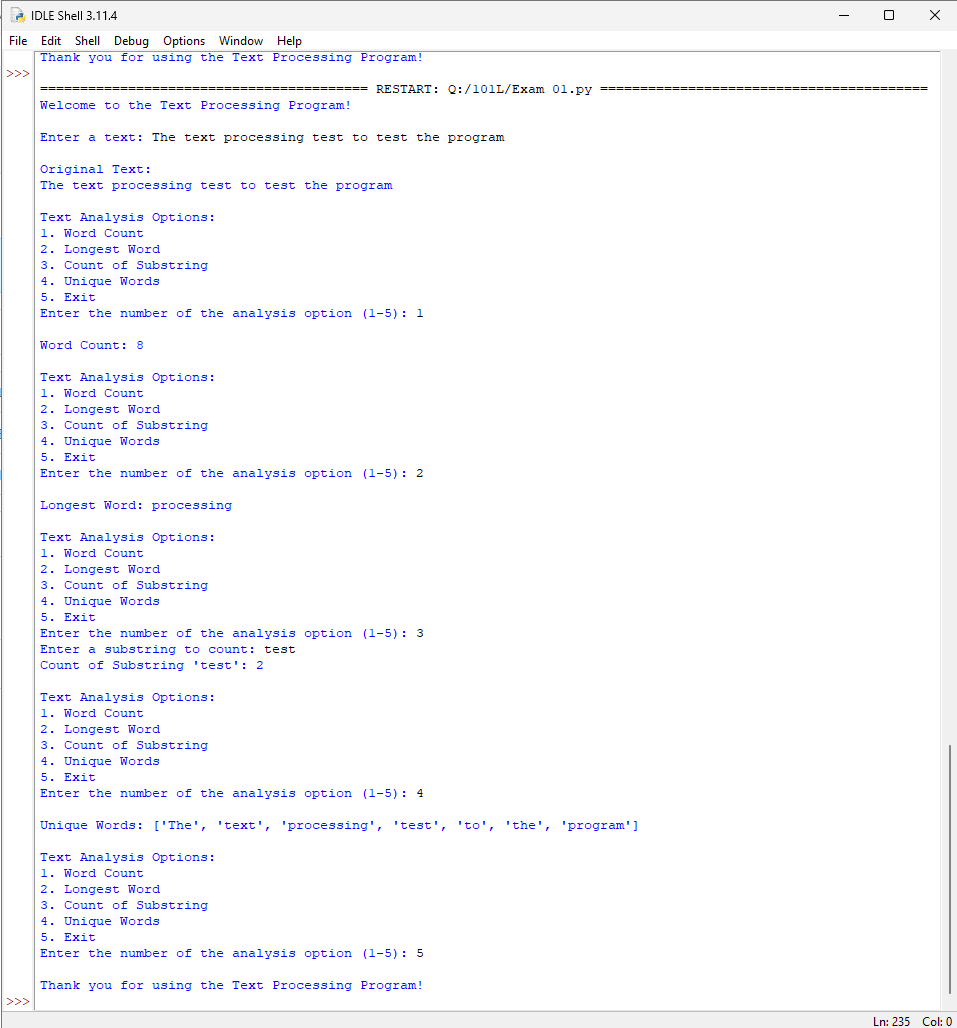 IDLE Shell 3.11.4
File Edit Shell Debug Options Window Help
Thank you for using the Text Processing Program!
>>>
========================================= RESTART: Q:/101L/Exam 01.py =========================================
Welcome to the Text Processing Program!
Enter a text: The text processing test to test the program
Original Text:
The text processing test to test the program
Text Analysis Options:
1. Word Count
2. Longest Word
3. Count of Substring
4. Unique Words
5. Exit
Enter the number of the analysis option (1-5): 1
Word Count: 8
Text Analysis Options:
1. Word Count
2. Longest Word
3. Count of Substring
4. Unique Words
5. Exit
Enter the number of the analysis option (1-5): 2
Longest Word: processing
Text Analysis Options:
1. Word Count
2. Longest Word
3. Count of Substring
4. Unique Words
5. Exit
Enter the number of the analysis option (1-5): 3
Enter a substring to count: test
Count of Substring 'test': 2
Text Analysis Options:
1. Word Count
2. Longest Word
3. Count of Substring
4. Unique Words
5. Exit
Enter the number of the analysis option (1-5): 4
Unique Words: ['The', 'text', 'processing', 'test', 'to', 'the', 'program']
Text Analysis Options:
1. Word Count
2. Longest Word
3. Count of Substring
4. Unique Words
5. Exit
Enter the number of the analysis option (1-5): 5
Thank you for using the Text Processing Program!
>>>
Ln: 235 Col: 0